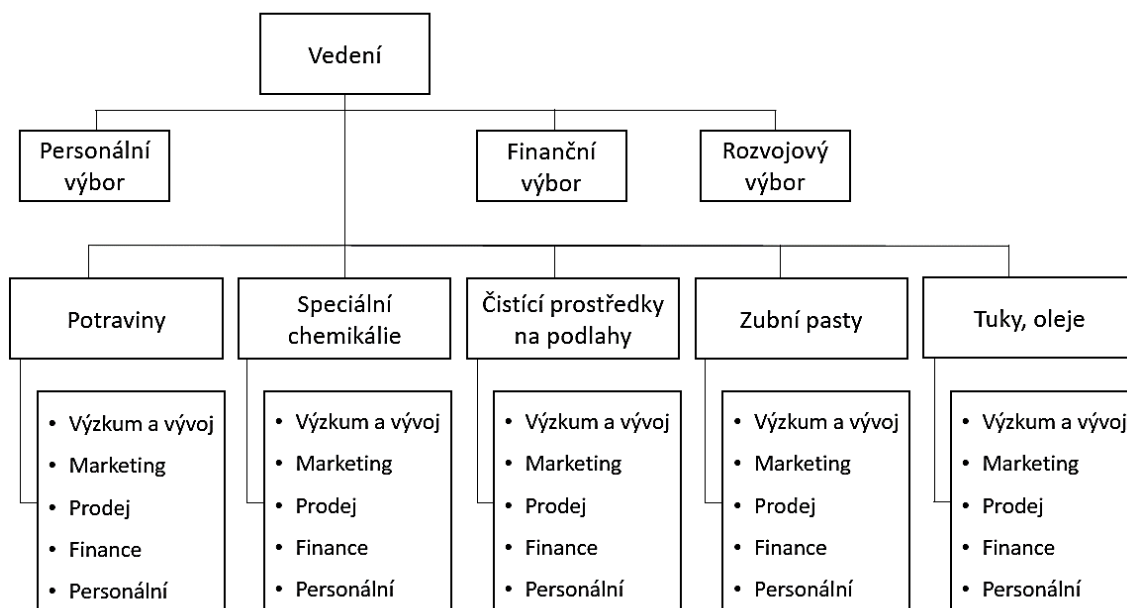 Vedení
Personální
výbor
Finanční
výbor
Rozvojový
výbor
Potraviny
Speciální
chemikálie
Čistící prostředky
na podlahy
Zubní pasty
Tuky, oleje
• Výzkum a vývoj
• Marketing
• Prodej
• Finance
• Personální
• Výzkum a vývoj
• Marketing
• Prodej
• Finance
• Personální
• Výzkum a vývoj
• Marketing
• Prodej
• Finance
• Personální
• Výzkum a vývoj
• Marketing
• Prodej
• Finance
• Personální
• Výzkum a vývoj
• Marketing
• Prodej
• Finance
• Personální